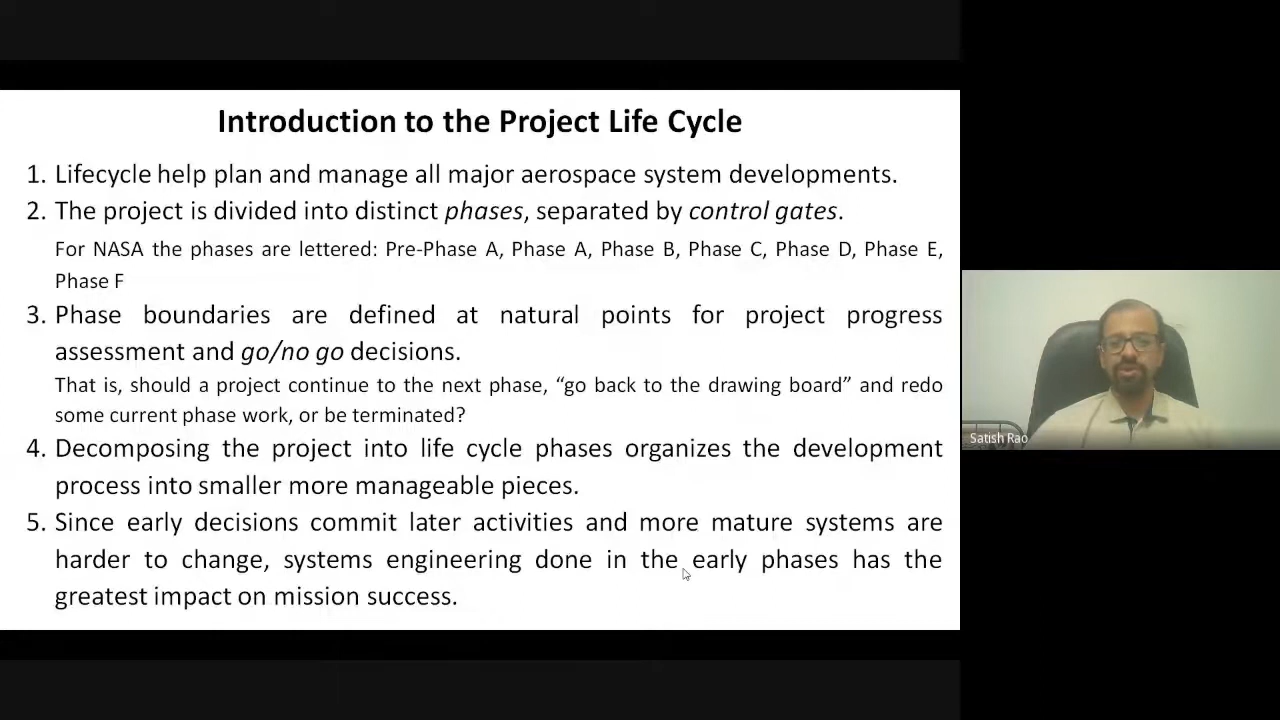 Introduction to the Project Life Cycle
1. Lifecycle help plan and manage all major aerospace system developments.
2. The project is divided into distinct phases, separated by control gates.
For NASA the phases are lettered: Pre-Phase A, Phase A, Phase B, Phase C, Phase D, Phase E,
Phase F
3. Phase boundaries are defined at natural points for project progress
assessment and go/no go decisions.
That is, should a project continue to the next phase, “go back to the drawing board” and redo
some current phase work, or be terminated?
4. Decomposing the project into life cycle phases organizes the development
process into smaller more manageable pieces.
5. Since early decisions commit later activities and more mature systems are
harder to change, systems engineering done in the early phases has the
greatest impact on mission success.
Satish Rao